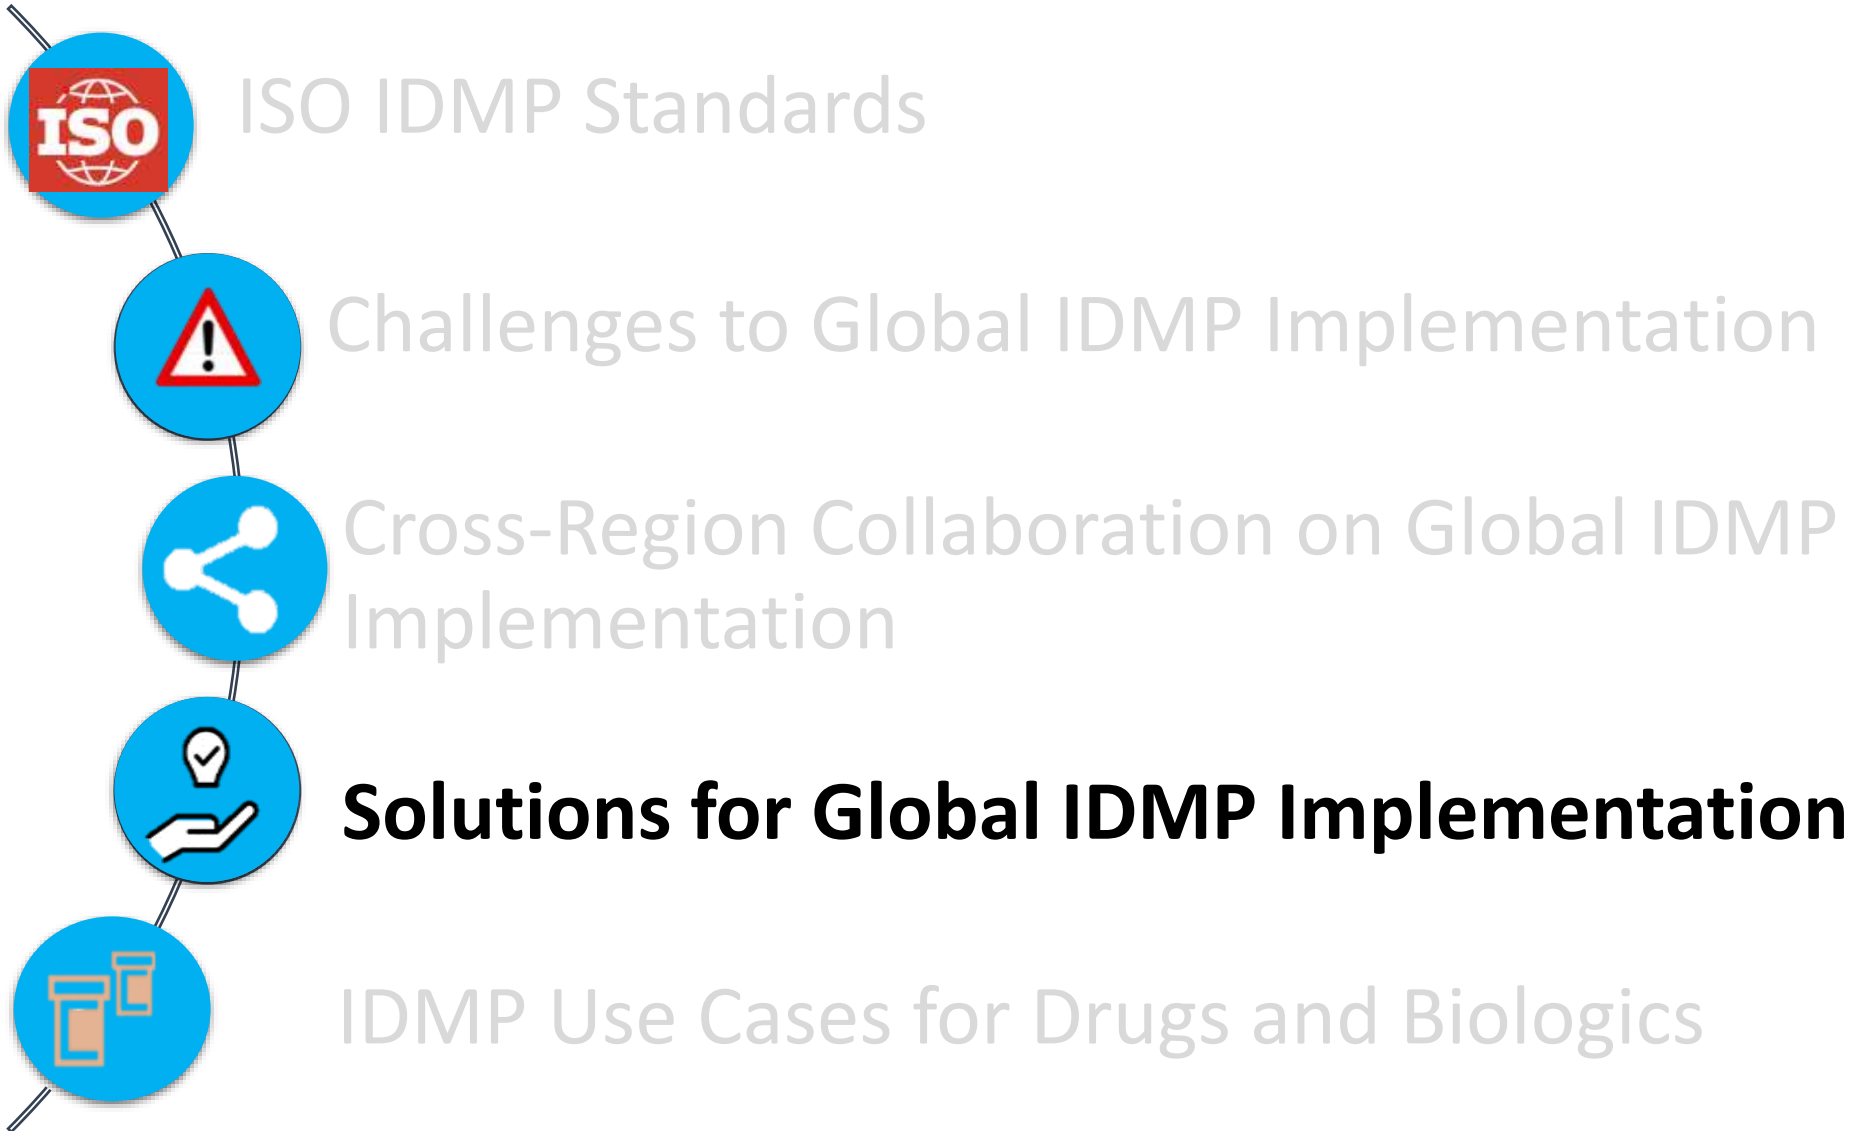 ISO
ISO IDMP Standards
Challenges to Global IDMP Implementation
Cross-Region Collaboration on Global IDMP
Implementation
Solutions for Global IDMP Implementation
IDMP Use Cases for Drugs and Biologics